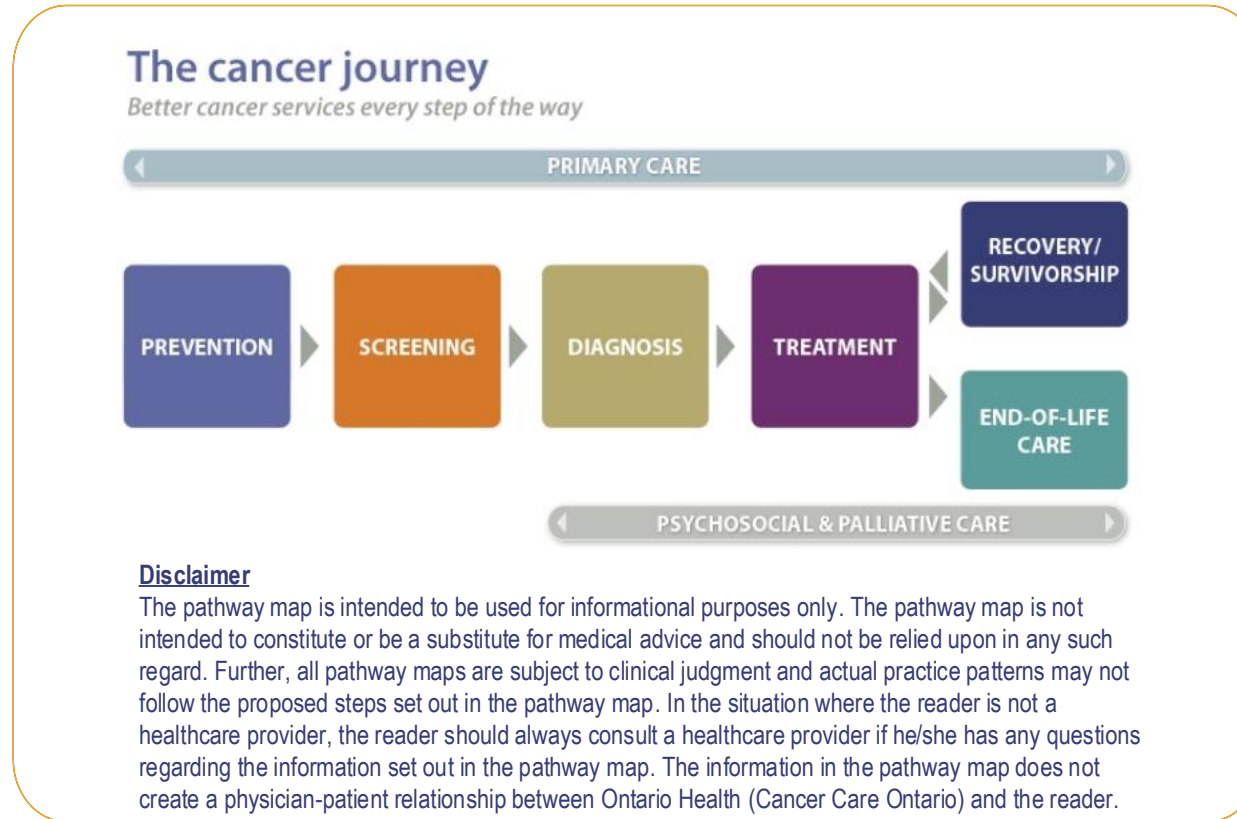 The cancer journey
Better cancer services every step of the way
PRIMARY CARE
PREVENTION
SCREENING
DIAGNOSIS
TREATMENT
RECOVERY/
SURVIVORSHIP
END-OF-LIFE
CARE
PSYCHOSOCIAL & PALLIATIVE CARE
Disclaimer
The pathway map is intended to be used for informational purposes only. The pathway map is not
intended to constitute or be a substitute for medical advice and should not be relied upon in any such
regard. Further, all pathway maps are subject to clinical judgment and actual practice patterns may not
follow the proposed steps set out in the pathway map. In the situation where the reader is not a
healthcare provider, the reader should always consult a healthcare provider if he/she has any questions
regarding the information set out in the pathway map. The information in the pathway map does not
create a physician-patient relationship between Ontario Health (Cancer Care Ontario) and the reader.